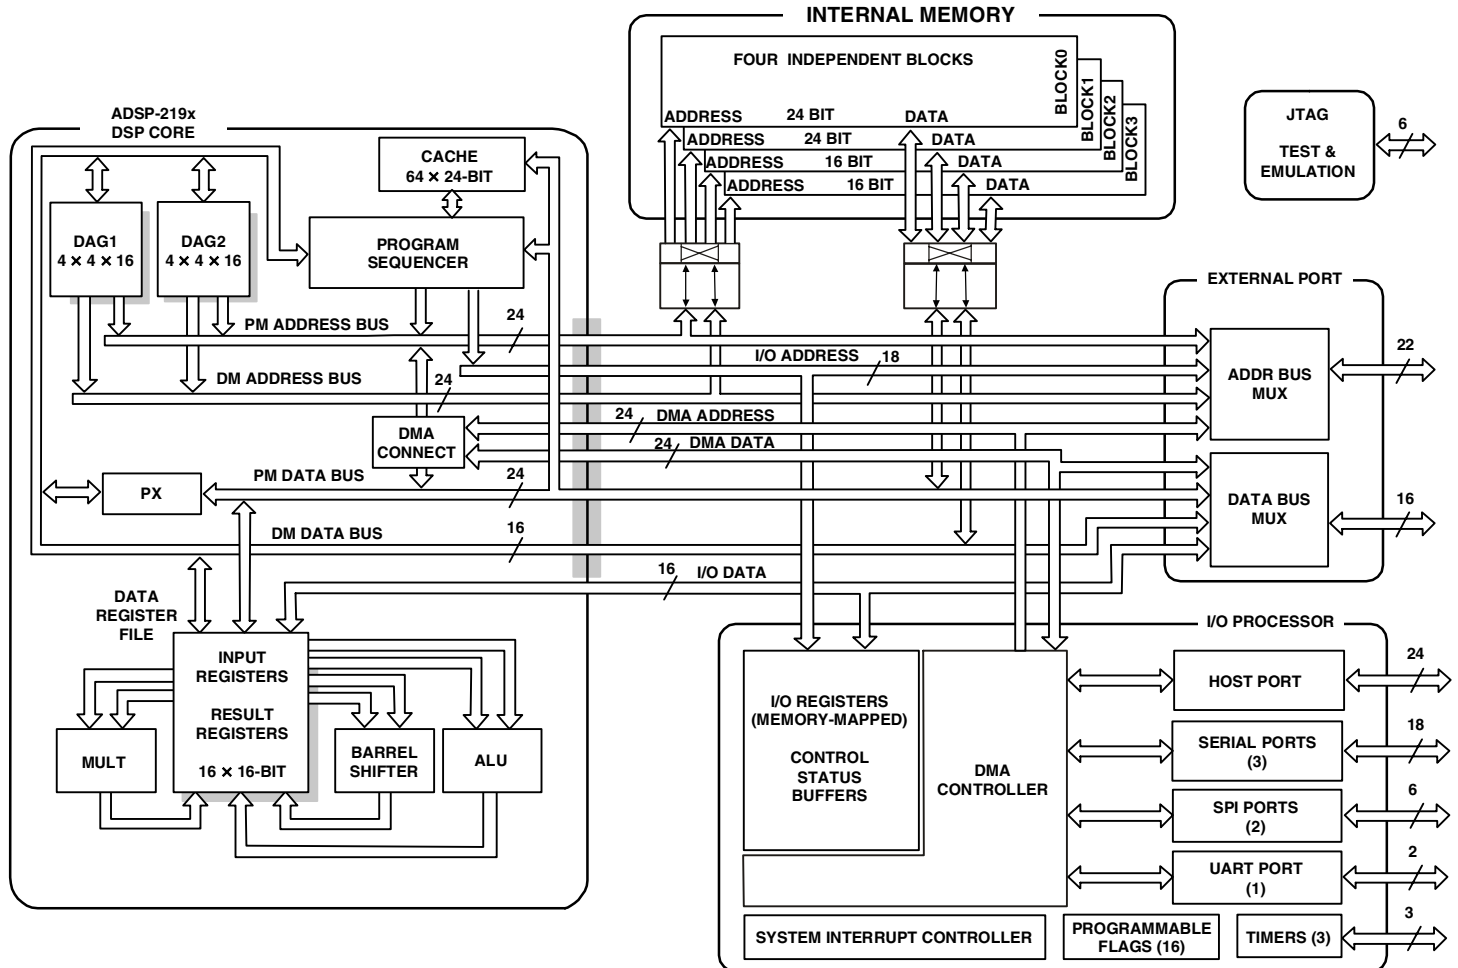 INTERNAL MEMORY
FOUR INDEPENDENT BLOCKS
BLOCK0
BLOCK1
BLOCK2
BLOCK3
ADDRESS 24 BIT DATA
ADDRESS 24 BIT DATA
ADDRESS 16 BIT DATA
ADDRESS 16 BIT DATA
JTAG
TEST &
EMULATION
6
ADSP-219x
DSP CORE
CACHE
64 × 24-BIT
DAG1
4 × 4 × 16
DAG2
4 × 4 × 16
PROGRAM
SEQUENCER
PM ADDRESS BUS
24
I/O ADDRESS
18
DM ADDRESS BUS
24
DMA
CONNECT
24
DMA ADDRESS
24
DMA DATA
PX
PM DATA BUS
24
DM DATA BUS
16
16
I/O DATA
EXTERNAL PORT
ADDR BUS
MUX
22
DATA BUS
MUX
16
DATA
REGISTER
FILE
INPUT
REGISTERS
RESULT
REGISTERS
16 × 16-BIT
MULT
BARREL
SHIFTER
ALU
I/O PROCESSOR
I/O REGISTERS
(MEMORY-MAPPED)
CONTROL
STATUS
BUFFERS
DMA
CONTROLLER
HOST PORT
24
SERIAL PORTS
(3)
18
SPI PORTS
(2)
6
UART PORT
(1)
2
SYSTEM INTERRUPT CONTROLLER
PROGRAMMABLE
FLAGS (16)
TIMERS (3)
3